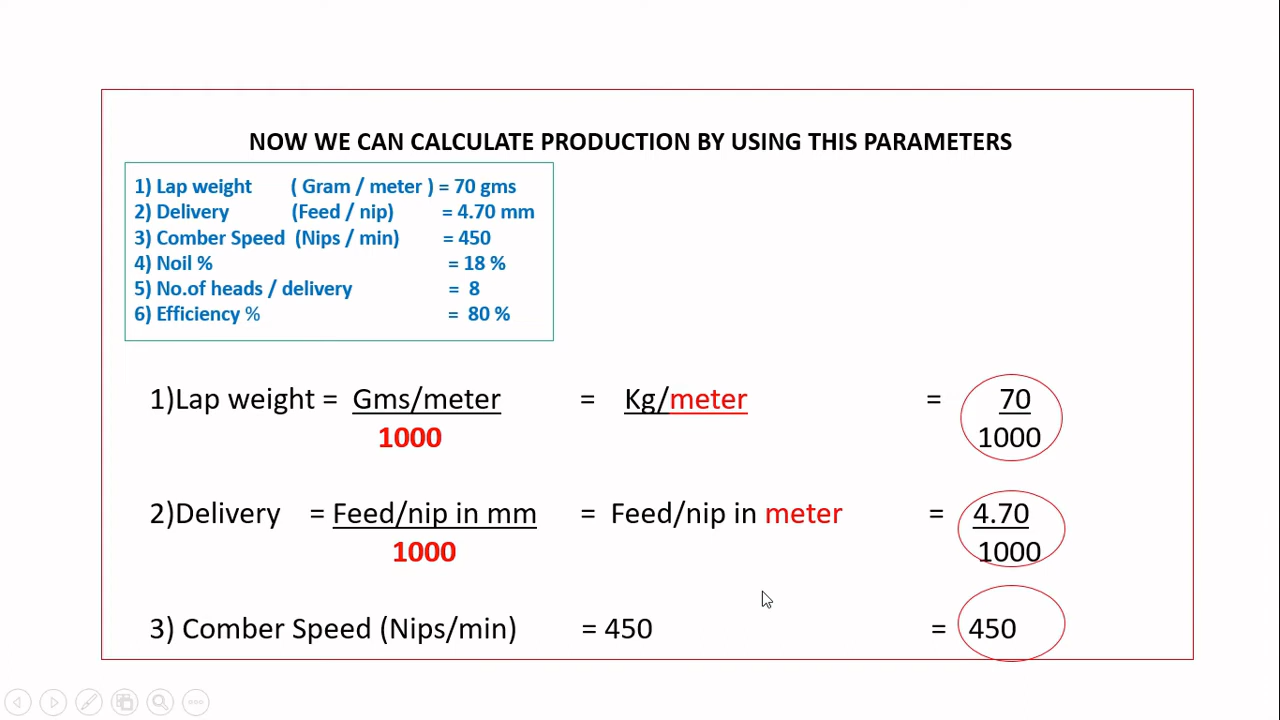 NOW WE CAN CALCULATE PRODUCTION BY USING THIS PARAMETERS
1) Lap weight ( Gram / meter ) = 70 gms
2) Delivery (Feed / nip) = 4.70 mm
3) Comber Speed (Nips / min) = 450
4) Noil % = 18 %
5) No.of heads / delivery = 8
6) Efficiency % = 80 %
1)Lap weight = Gms/meter = Kg/meter = 70
1000 1000
2)Delivery = Feed/nip in mm = Feed/nip in meter = 4.70
1000 1000
3) Comber Speed (Nips/min) = 450 = 450